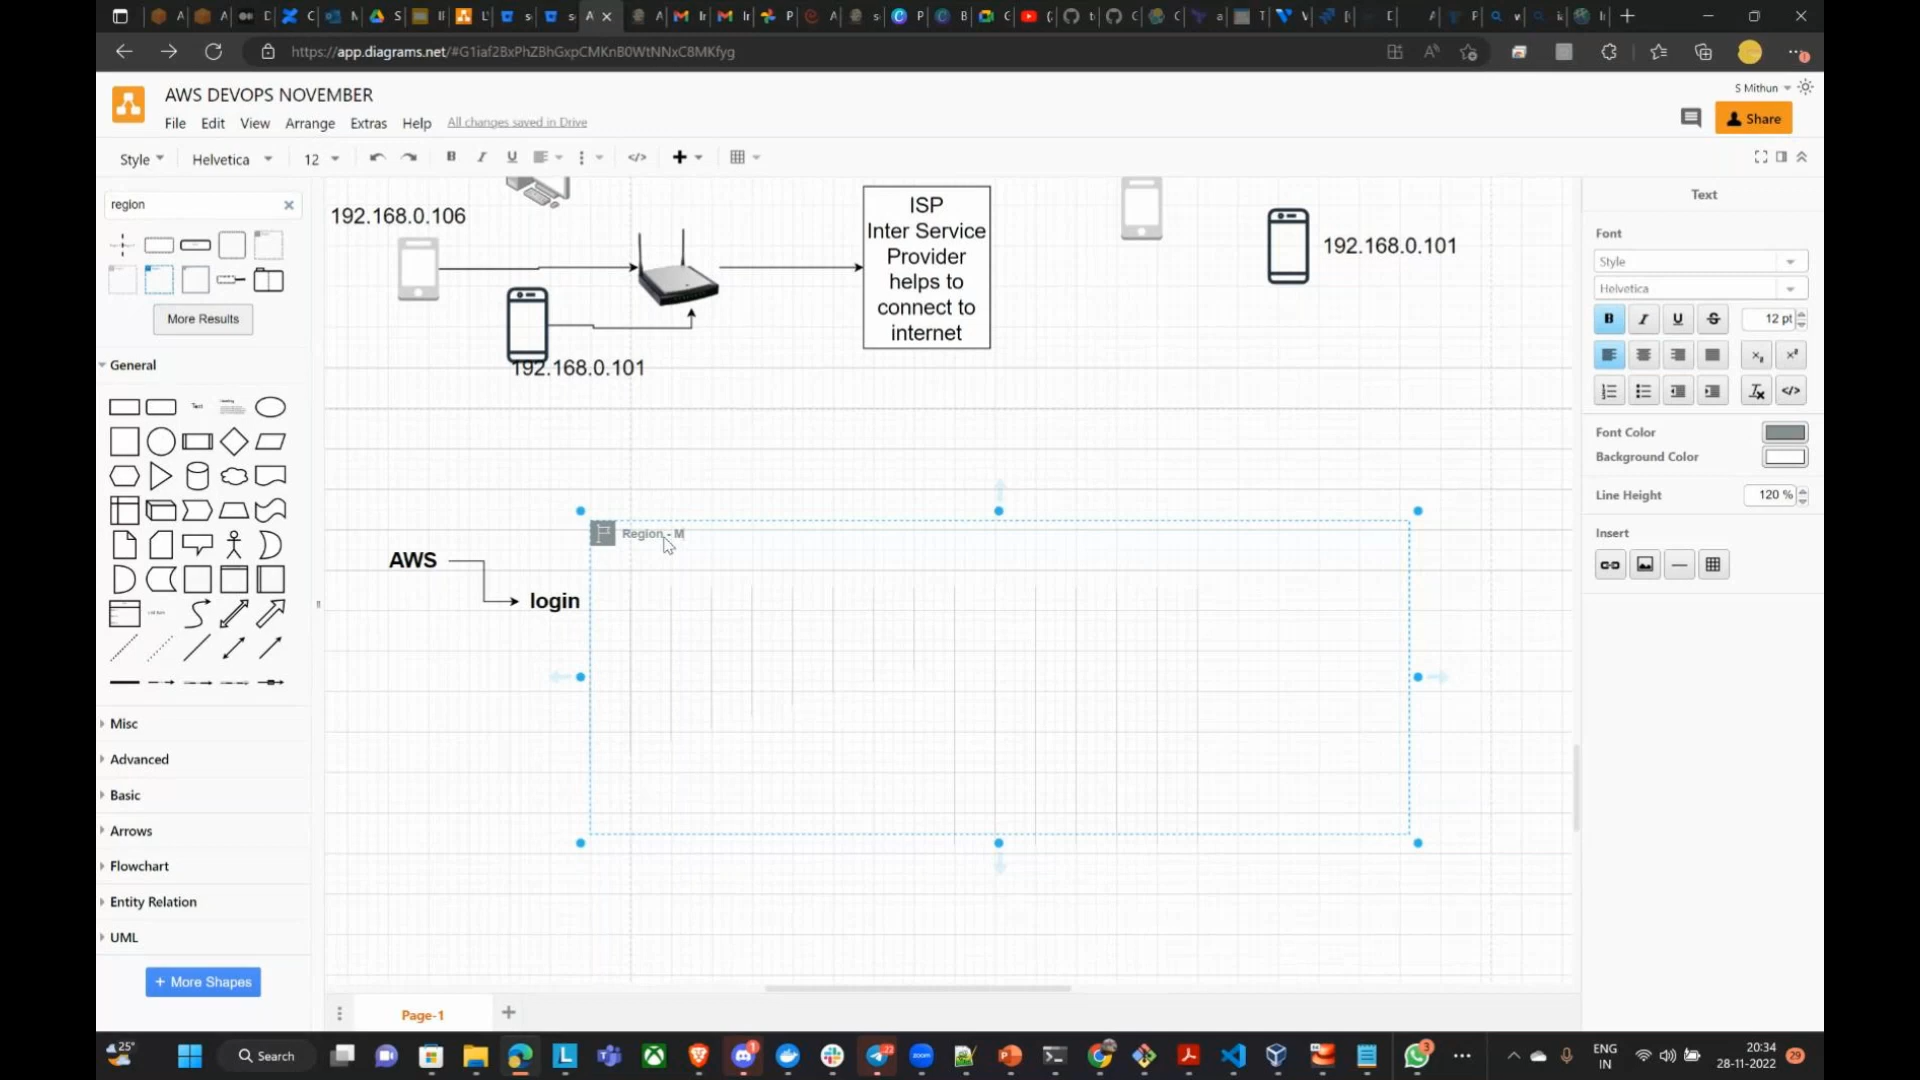 https://app.diagrams.net/#G1iaf2BxPhZBhGxpCMKnB0WtNNxC8MKfyg
AWS DEVOPS NOVEMBER
S Mithun
File Edit View Arrange Extras Help All changes saved in Drive
Share
Style Helvetica 12
region
More Results
General
Text
Misc
Advanced
Basic
Arrows
Flowchart
Entity Relation
UML
+ More Shapes
192.168.0.106
192.168.0.101
ISP
Inter Service
Provider
helps to
connect to
internet
192.168.0.101
AWS
login
Region - M
Page-1
Text
Font
Style
Helvetica
12 pt
Font Color
Background Color
Line Height
120 %
Insert
25°
Search
ENG
IN
20:34
28-11-2022
29